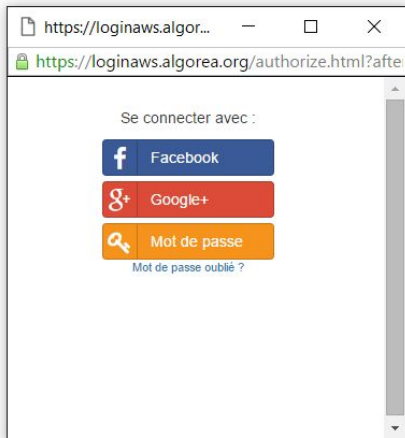 https://loginaws.algor...
https://loginaws.algorea.org/authorize.html?after
Se connecter avec :
Facebook
Google+
Mot de passe
Mot de passe oublié ?